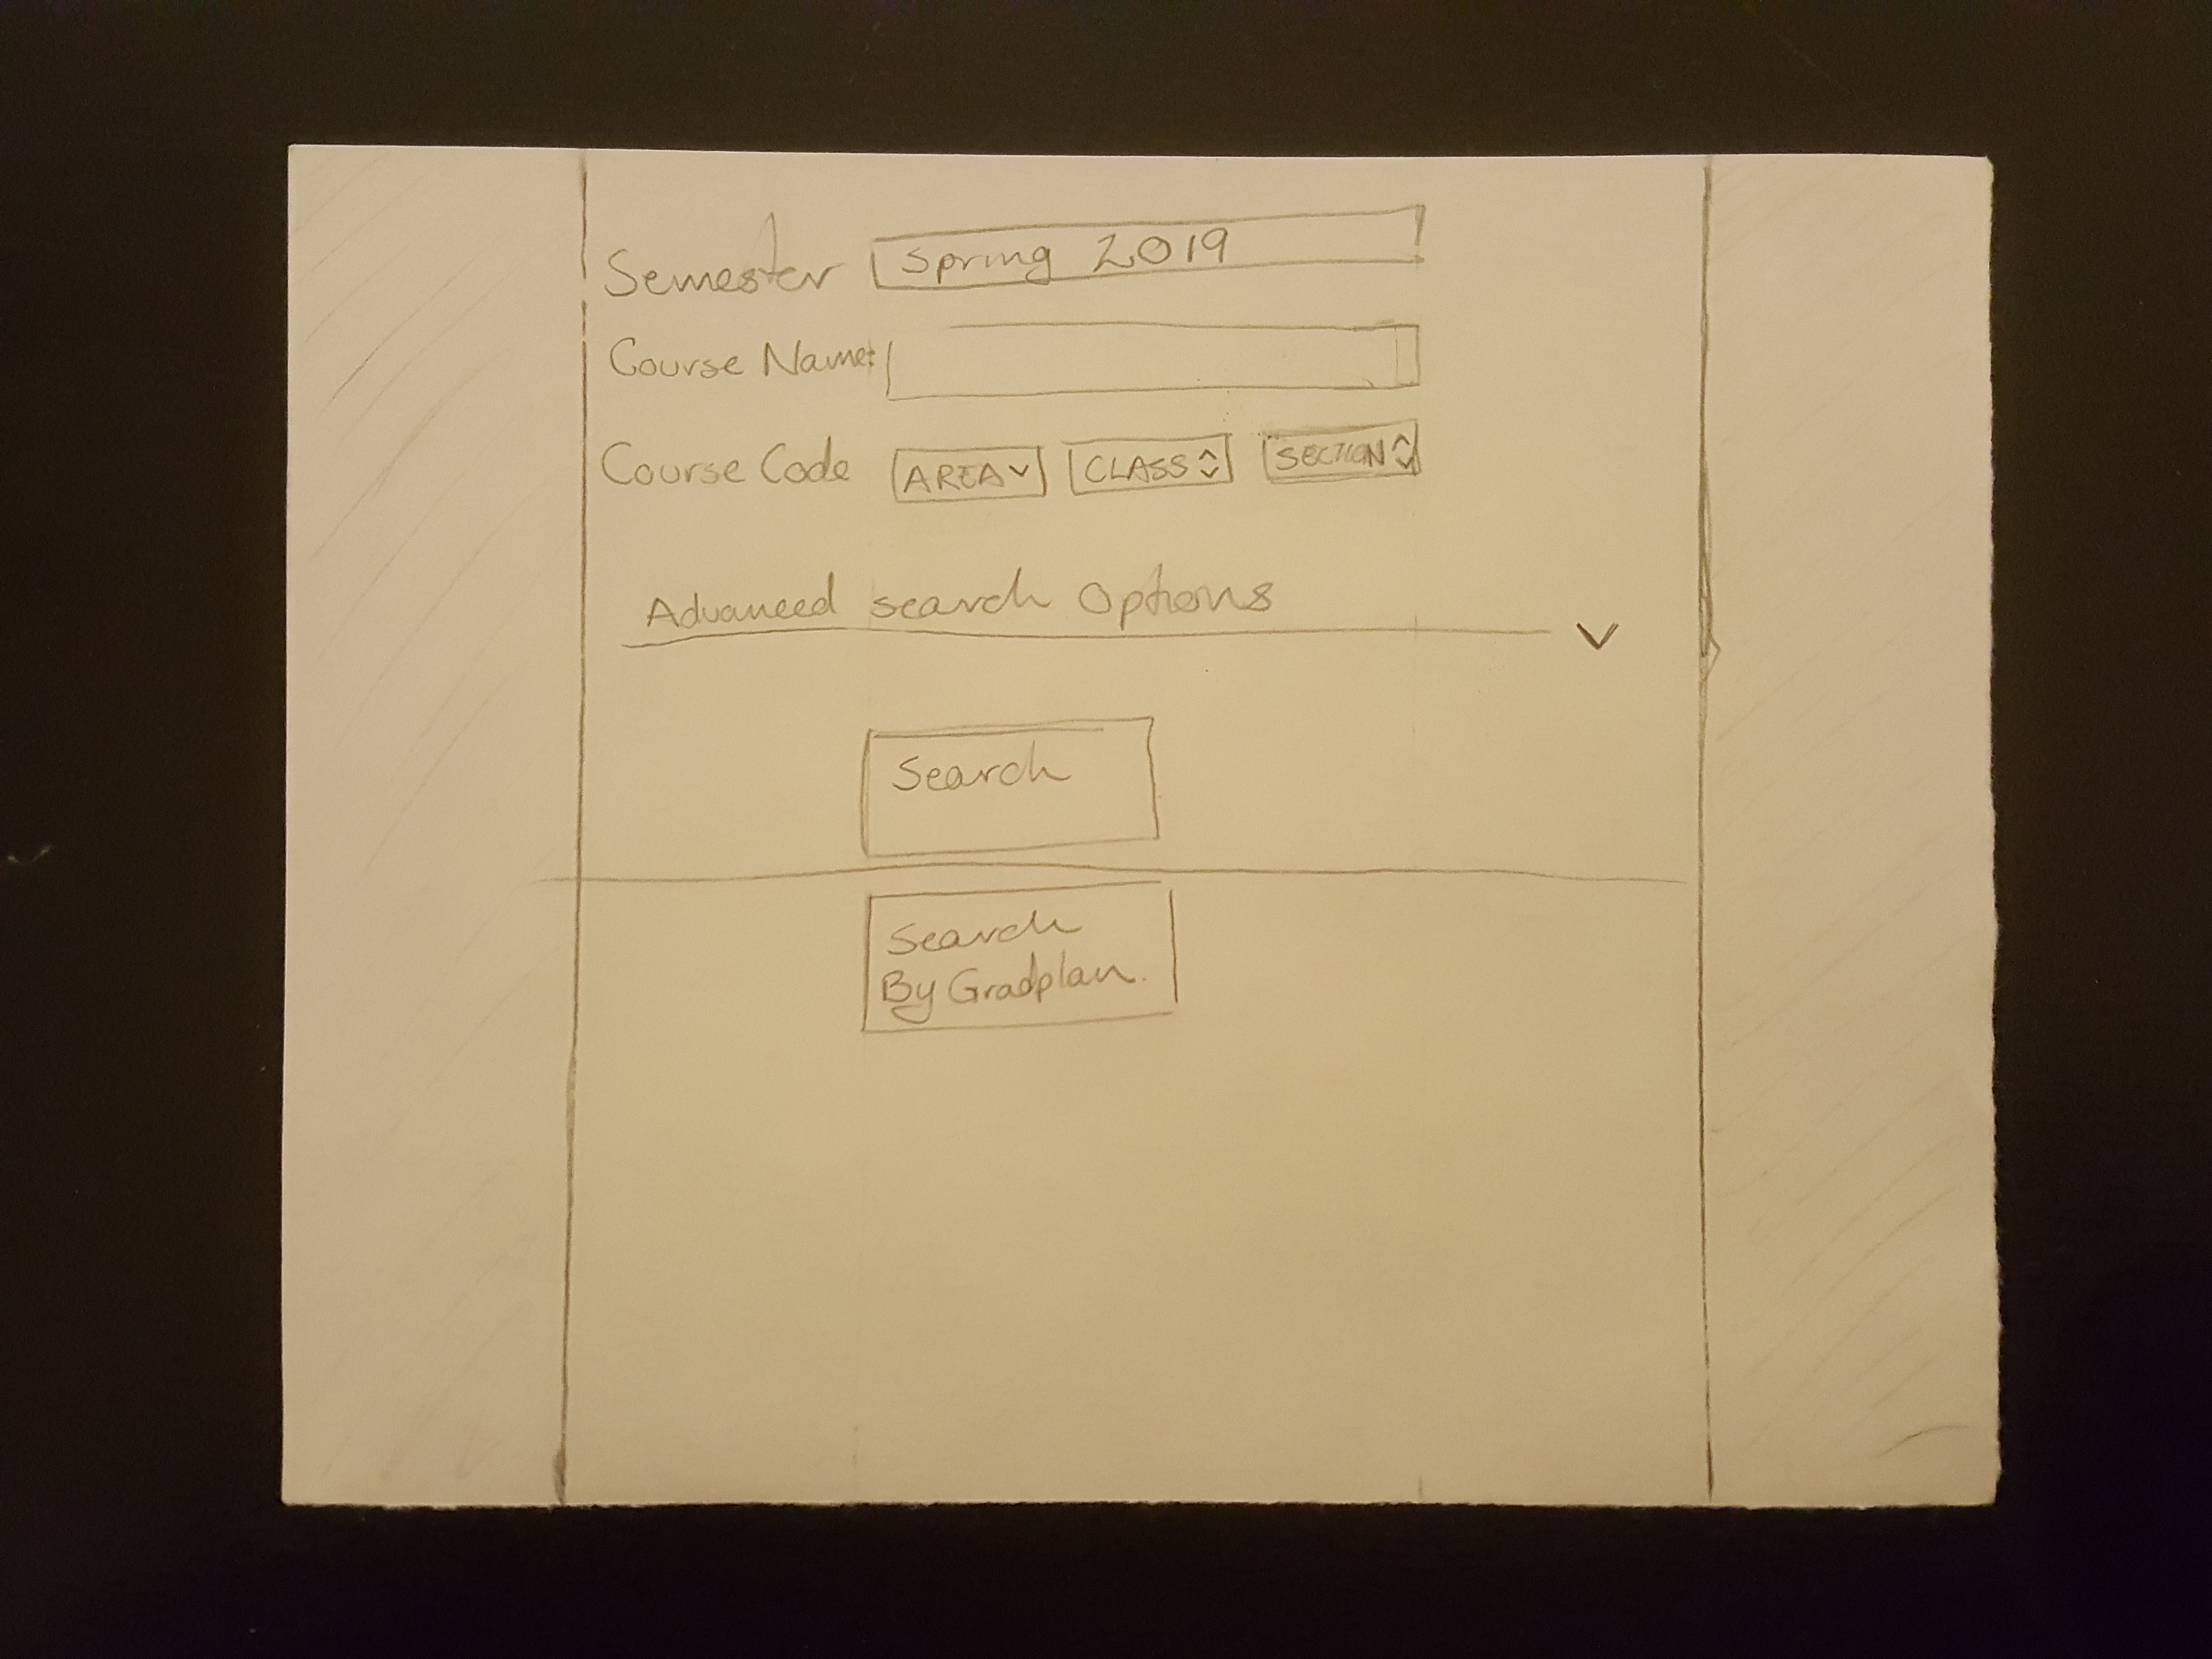 Semester Spring 2019
Course Name:
Course Code AREA CLASS SECTION
Advanced search Options
Search
Search
By Gradplan.